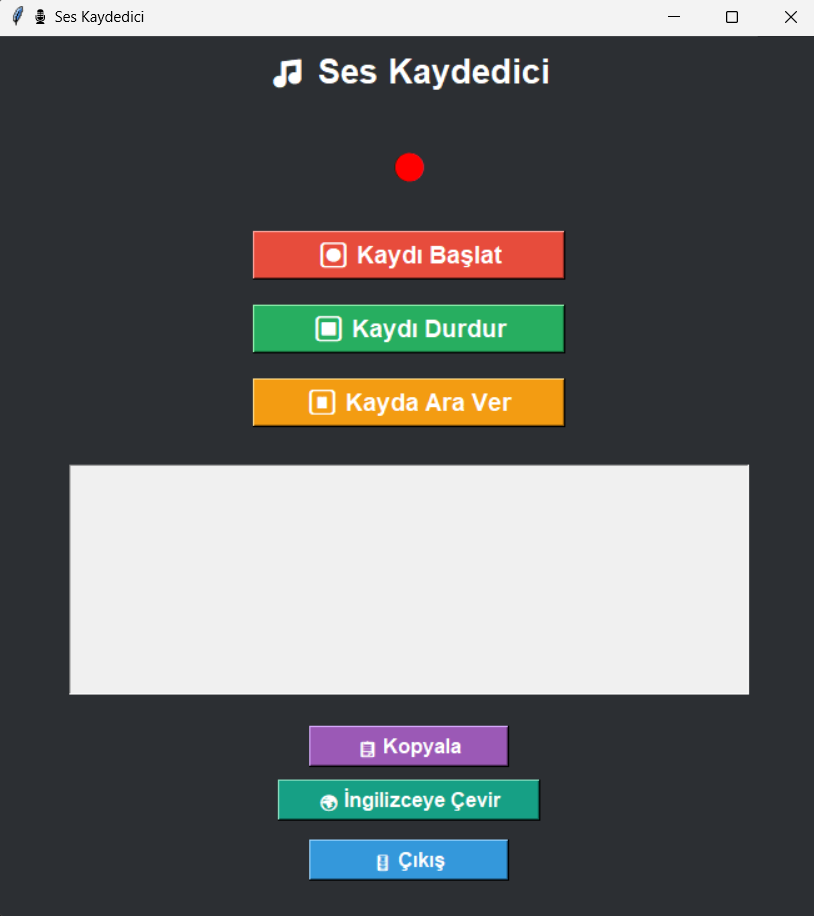 Ses Kaydedici
Ses Kaydedici
Kaydı Başlat
Kaydı Durdur
Kayda Ara Ver
Kopyala
İngilizceye Çevir
Çıkış